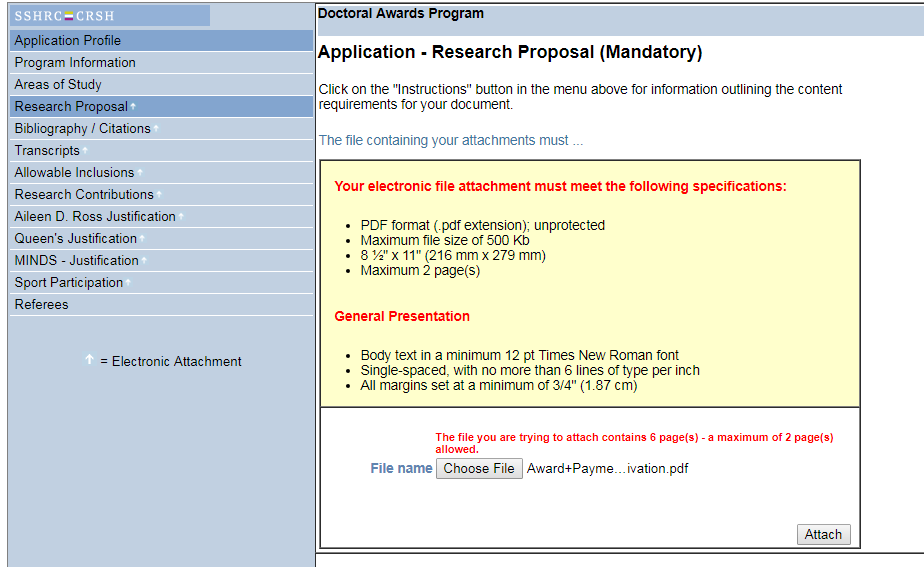 SSHRC CRSH
Application Profile
Program Information
Areas of Study
Research Proposal
Bibliography / Citations
Transcripts
Allowable Inclusions
Research Contributions
Aileen D. Ross Justification
Queen's Justification
MINDS - Justification
Sport Participation
Referees
= Electronic Attachment
Doctoral Awards Program
Application - Research Proposal (Mandatory)
Click on the "Instructions" button in the menu above for information outlining the content
requirements for your document.
The file containing your attachments must ...
Your electronic file attachment must meet the following specifications:
• PDF format (.pdf extension); unprotected
• Maximum file size of 500 Kb
• 8 ½" x 11" (216 mm x 279 mm)
• Maximum 2 page(s)
General Presentation
• Body text in a minimum 12 pt Times New Roman font
• Single-spaced, with no more than 6 lines of type per inch
• All margins set at a minimum of 3/4" (1.87 cm)
The file you are trying to attach contains 6 page(s) - a maximum of 2 page(s)
allowed.
File name Choose File Award+Payme...ivation.pdf
Attach